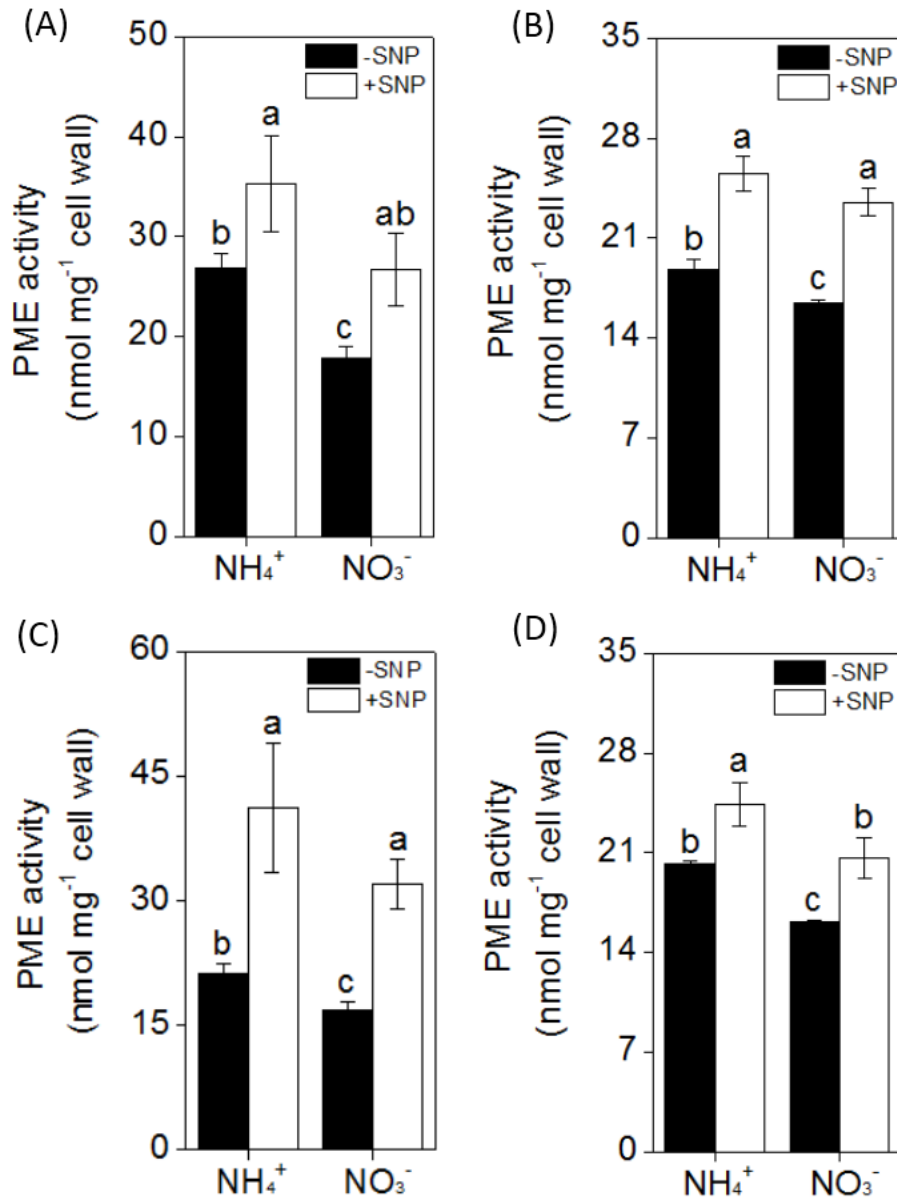 (A)
PME activity
(nmol mg⁻¹ cell wall)
50
40
30
20
10
0
-SNP
+SNP
b
a
c
ab
NH₄⁺
NO₃⁻
(B)
PME activity
(nmol mg⁻¹ cell wall)
35
28
21
14
7
0
-SNP
+SNP
b
a
c
a
NH₄⁺
NO₃⁻
(C)
PME activity
(nmol mg⁻¹ cell wall)
60
45
30
15
0
-SNP
+SNP
b
a
c
a
NH₄⁺
NO₃⁻
(D)
PME activity
(nmol mg⁻¹ cell wall)
35
28
21
14
7
0
-SNP
+SNP
b
a
c
b
NH₄⁺
NO₃⁻